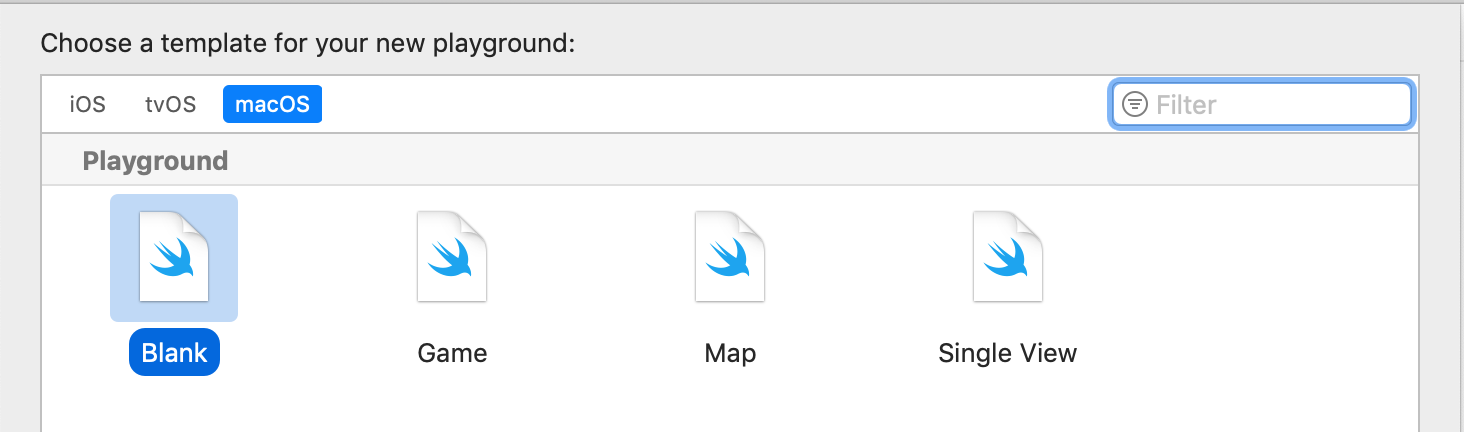 Choose a template for your new playground:
iOS tvOS macOS Filter
Playground
Blank Game Map Single View